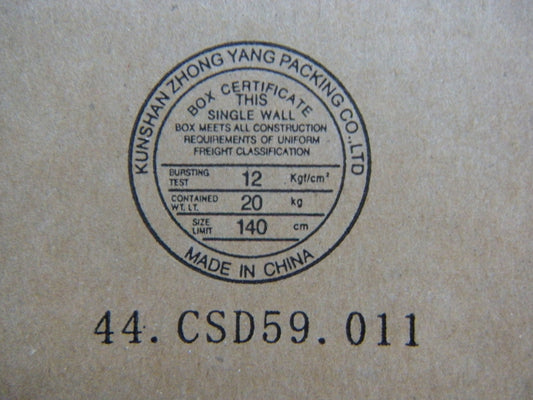 KUNSHAN ZHONG YANG PACKING CO.,LTD
BOX CERTIFICATE
THIS
SINGLE WALL
BOX MEETS ALL CONSTRUCTION
REQUIREMENTS OF UNIFORM
FREIGHT CLASSIFICATION
BURSTING TEST 12 Kgf/cm²
CONTAINED WT. LT. 20 kg
SIZE LIMIT 140 cm
MADE IN CHINA
44.CSD59.011